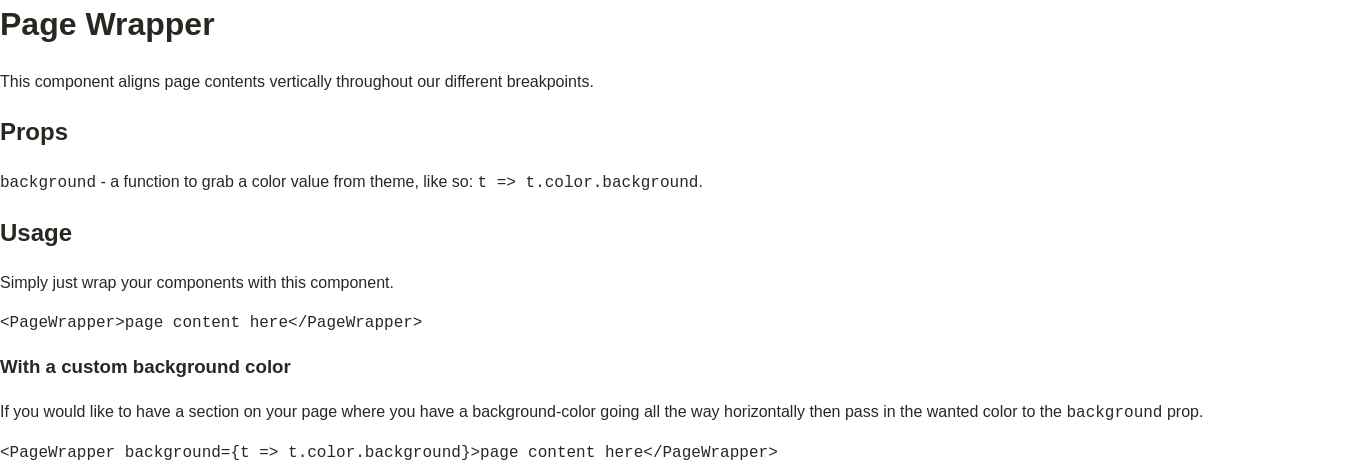 Page Wrapper
This component aligns page contents vertically throughout our different breakpoints.
Props
background - a function to grab a color value from theme, like so: t => t.color.background.
Usage
Simply just wrap your components with this component.
<PageWrapper>page content here</PageWrapper>
With a custom background color
If you would like to have a section on your page where you have a background-color going all the way horizontally then pass in the wanted color to the background prop.
<PageWrapper background={t => t.color.background}>page content here</PageWrapper>